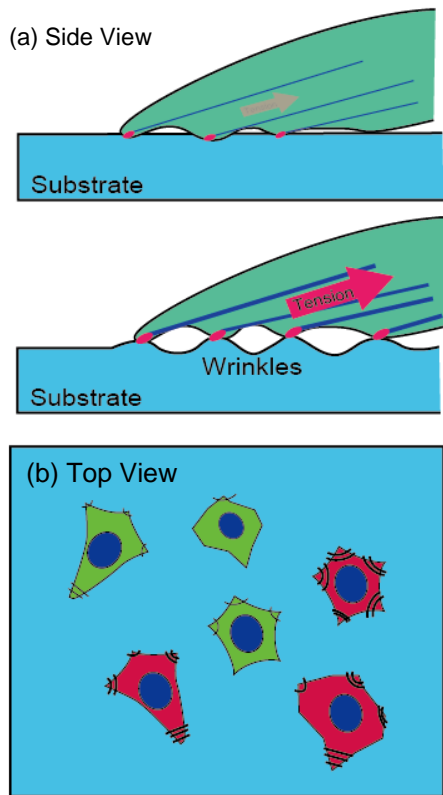 (a) Side View
Substrate
Tension
Wrinkles
Substrate
(b) Top View